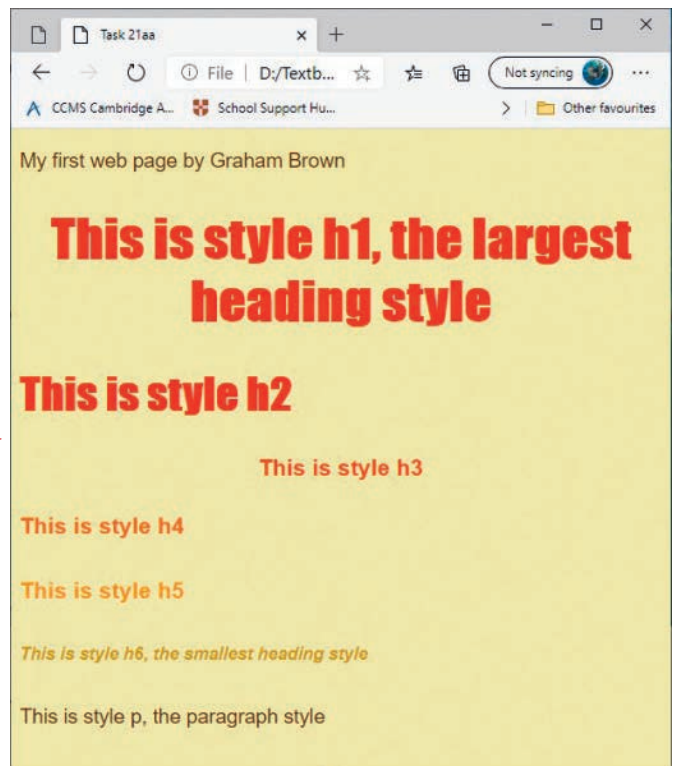 Task 21aa
File D:/Textb... Not syncing
CCMS Cambridge A... School Support Hu... Other favourites
My first web page by Graham Brown
This is style h1, the largest
heading style
This is style h2
This is style h3
This is style h4
This is style h5
This is style h6, the smallest heading style
This is style p, the paragraph style